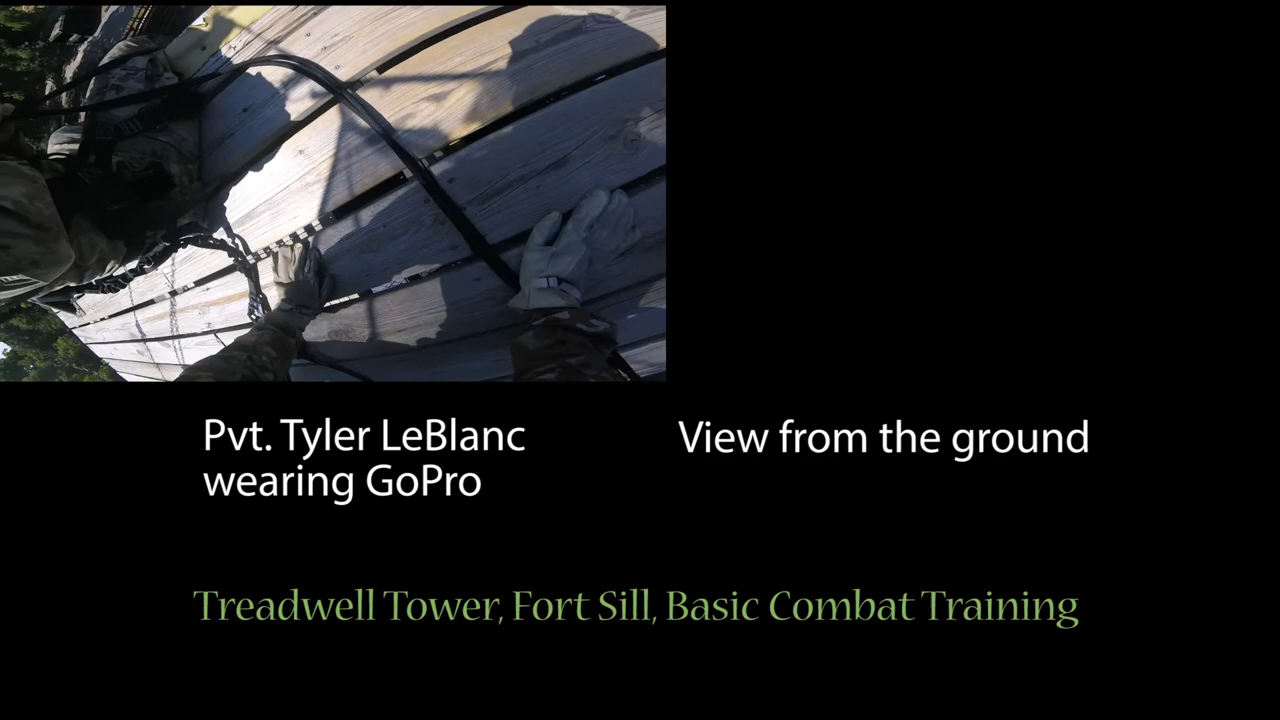 Pvt. Tyler LeBlanc
wearing GoPro
View from the ground
Treadwell Tower, Fort Sill, Basic Combat Training